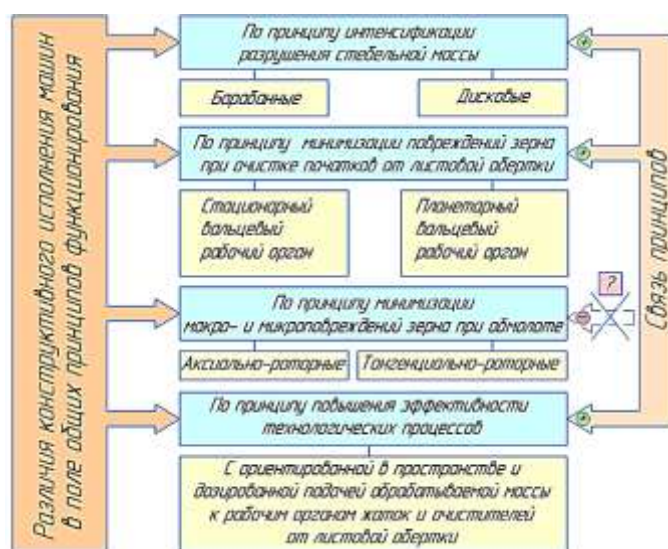 Различия конструктивного исполнения машин
в поле общих принципов функционирования
По принципу интенсификации
разрушения стебельной массы
Барабанные
Дисковые
По принципу минимизации повреждений зерна
при очистке початков от листовой обертки
Стационарный
вальцевый
рабочий орган
Планетарный
вальцевый
рабочий орган
По принципу минимизации
макро- и микроповреждений зерна при обмолоте
Аксиально-роторные
Тангенциально-роторные
По принципу повышения эффективности
технологических процессов
С ориентированной в пространстве и
дозированной подачей обрабатываемой массы
к рабочим органам жаток и очистителей
от листовой обертки
+
+
?
−
+
Связь принципов